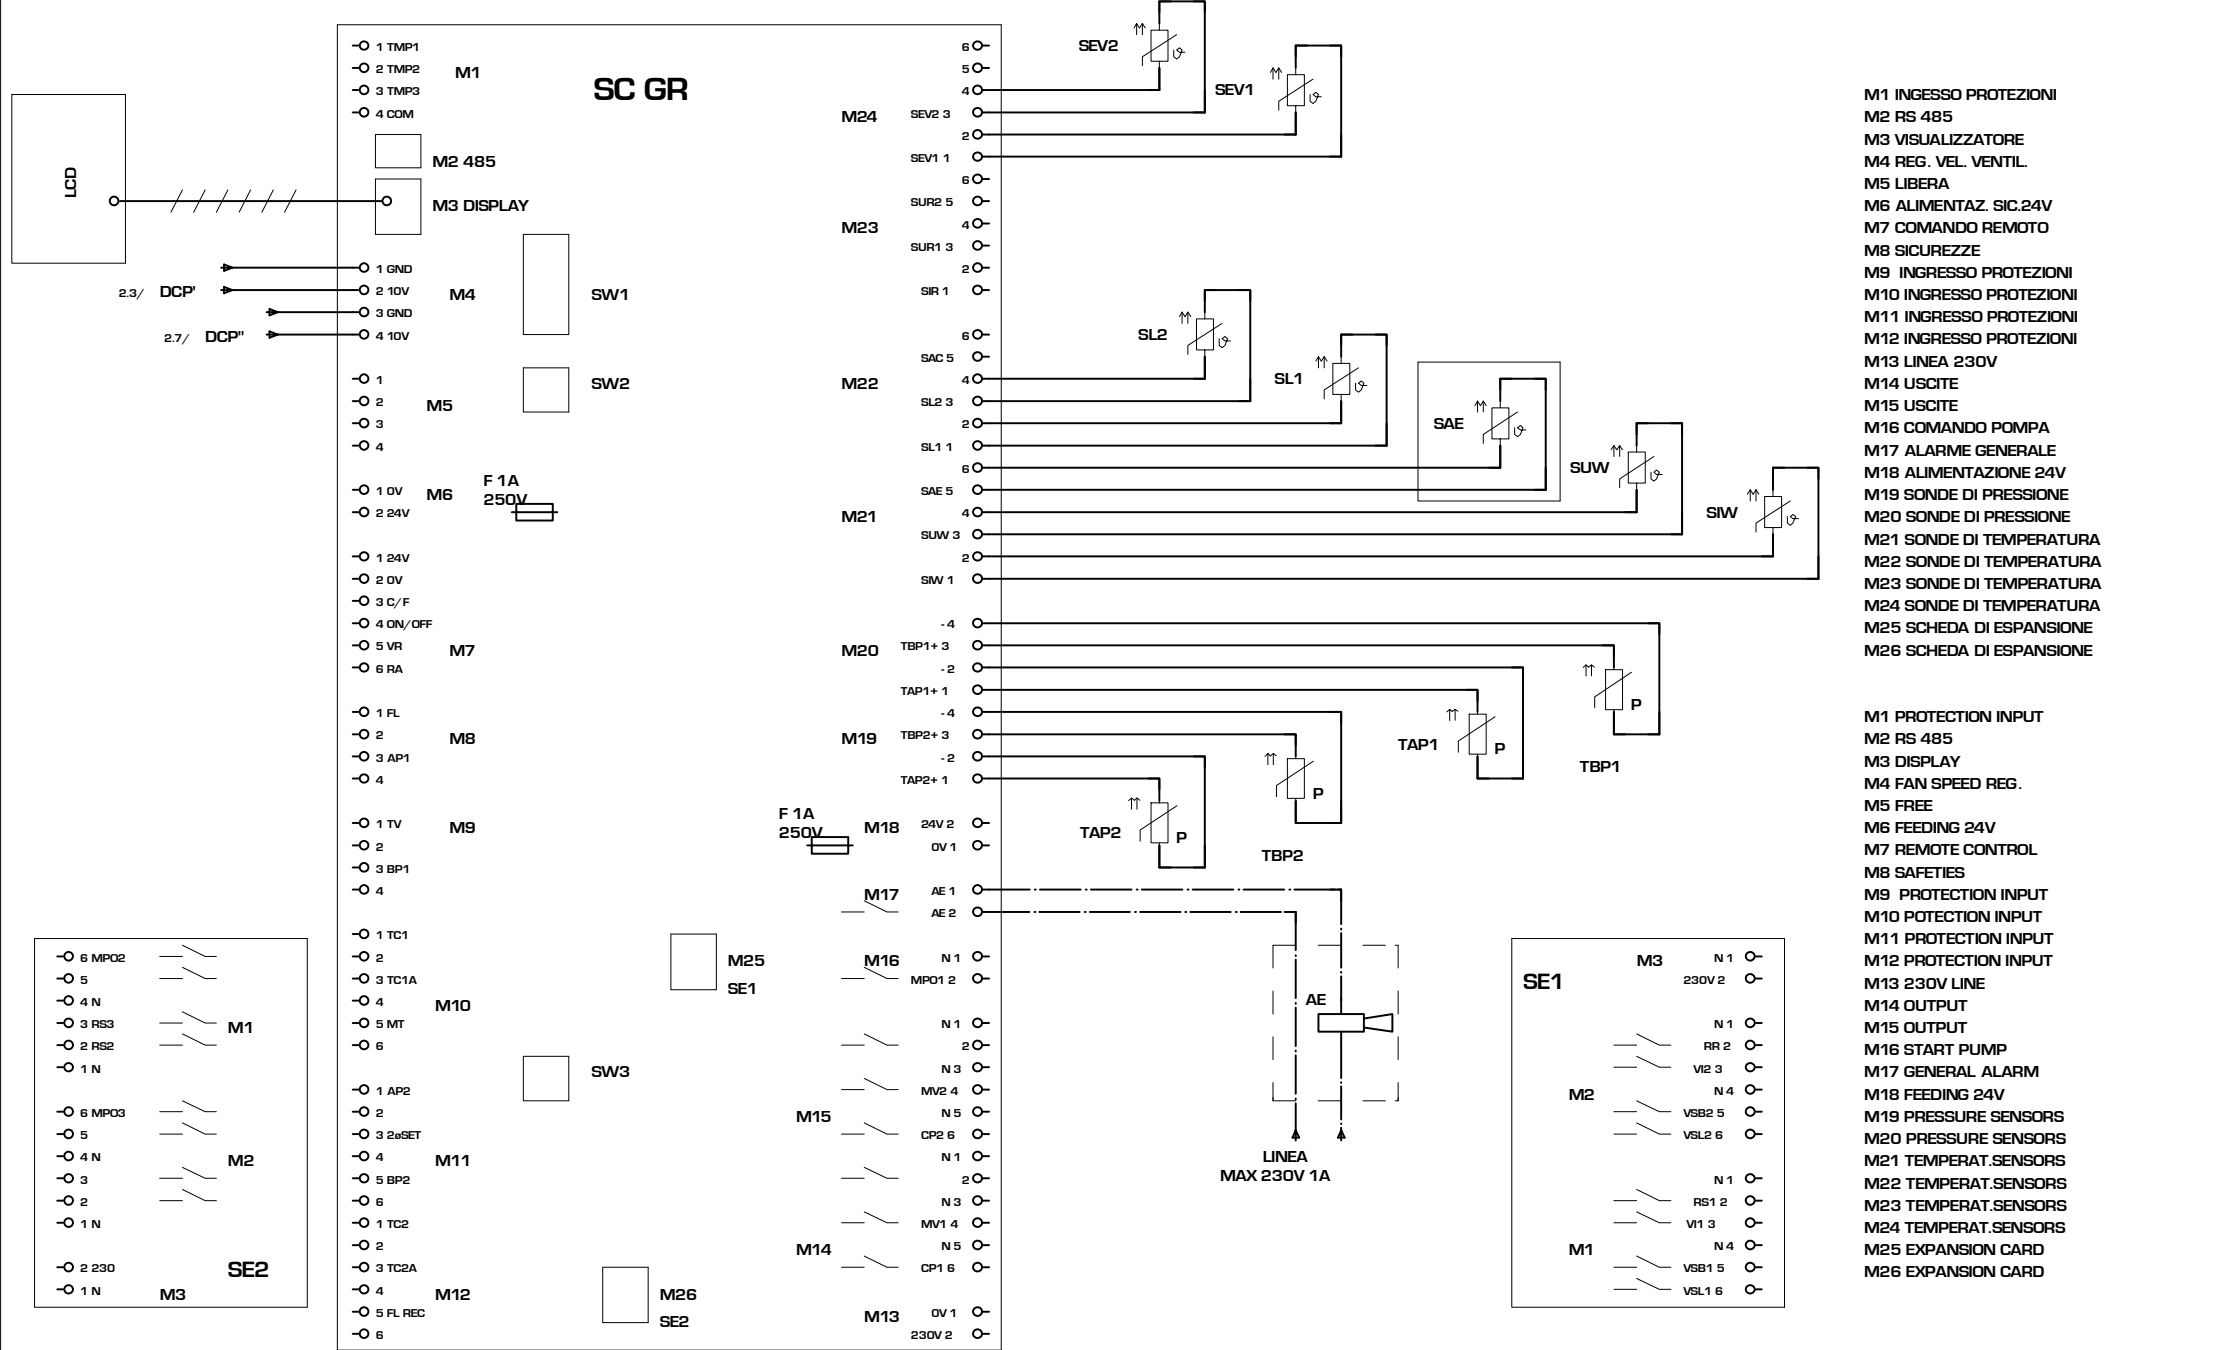 SC GR
LCD
1 TMP1
2 TMP2
3 TMP3
4 COM
M1
M2 485
M3 DISPLAY
1 GND
2 10V
3 GND
4 10V
M4
2.3/ DCP'
2.7/ DCP"
SW1
SW2
1
2
3
4
M5
1 0V
2 24V
M6
F 1A
250V
1 24V
2 0V
3 C/F
4 ON/OFF
5 VR
6 RA
M7
1 FL
2
3 AP1
4
M8
1 TV
2
3 BP1
4
M9
1 TC1
2
3 TC1A
4
5 MT
6
M10
1 AP2
2
3 2øSET
4
5 BP2
6
M11
1 TC2
2
3 TC2A
4
5 FL REC
6
M12
SW3
M25
SE1
M26
SE2
6
5
4
SEV2 3
2
SEV1 1
M24
6
SUR2 5
4
SUR1 3
2
SIR 1
M23
6
SAC 5
4
SL2 3
2
SL1 1
M22
6
SAE 5
4
SUW 3
2
SIW 1
M21
- 4
TBP1+ 3
- 2
TAP1+ 1
M20
- 4
TBP2+ 3
- 2
TAP2+ 1
M19
F 1A
250V
M18
24V 2
0V 1
M17
AE 1
AE 2
M16
N 1
MPO1 2
N 1
2
N 3
MV2 4
N 5
CP2 6
M15
N 1
2
N 3
MV1 4
N 5
CP1 6
M14
M13
0V 1
230V 2
SEV2
SEV1
SL2
SL1
SAE
SUW
SIW
TBP1
P
TAP1
P
TBP2
P
TAP2
P
AE
LINEA
MAX 230V 1A
6 MPO2
5
4 N
3 RS3
2 RS2
1 N
M1
6 MPO3
5
4 N
3
2
1 N
M2
2 230
1 N
M3
SE2
SE1
M3
N 1
230V 2
N 1
RR 2
VI2 3
N 4
VSB2 5
VSL2 6
M2
N 1
RS1 2
VI1 3
N 4
VSB1 5
VSL1 6
M1
M1 INGESSO PROTEZIONI
M2 RS 485
M3 VISUALIZZATORE
M4 REG. VEL. VENTIL.
M5 LIBERA
M6 ALIMENTAZ. SIC.24V
M7 COMANDO REMOTO
M8 SICUREZZE
M9 INGRESSO PROTEZIONI
M10 INGRESSO PROTEZIONI
M11 INGRESSO PROTEZIONI
M12 INGRESSO PROTEZIONI
M13 LINEA 230V
M14 USCITE
M15 USCITE
M16 COMANDO POMPA
M17 ALARME GENERALE
M18 ALIMENTAZIONE 24V
M19 SONDE DI PRESSIONE
M20 SONDE DI PRESSIONE
M21 SONDE DI TEMPERATURA
M22 SONDE DI TEMPERATURA
M23 SONDE DI TEMPERATURA
M24 SONDE DI TEMPERATURA
M25 SCHEDA DI ESPANSIONE
M26 SCHEDA DI ESPANSIONE
M1 PROTECTION INPUT
M2 RS 485
M3 DISPLAY
M4 FAN SPEED REG.
M5 FREE
M6 FEEDING 24V
M7 REMOTE CONTROL
M8 SAFETIES
M9 PROTECTION INPUT
M10 POTECTION INPUT
M11 PROTECTION INPUT
M12 PROTECTION INPUT
M13 230V LINE
M14 OUTPUT
M15 OUTPUT
M16 START PUMP
M17 GENERAL ALARM
M18 FEEDING 24V
M19 PRESSURE SENSORS
M20 PRESSURE SENSORS
M21 TEMPERAT.SENSORS
M22 TEMPERAT.SENSORS
M23 TEMPERAT.SENSORS
M24 TEMPERAT.SENSORS
M25 EXPANSION CARD
M26 EXPANSION CARD